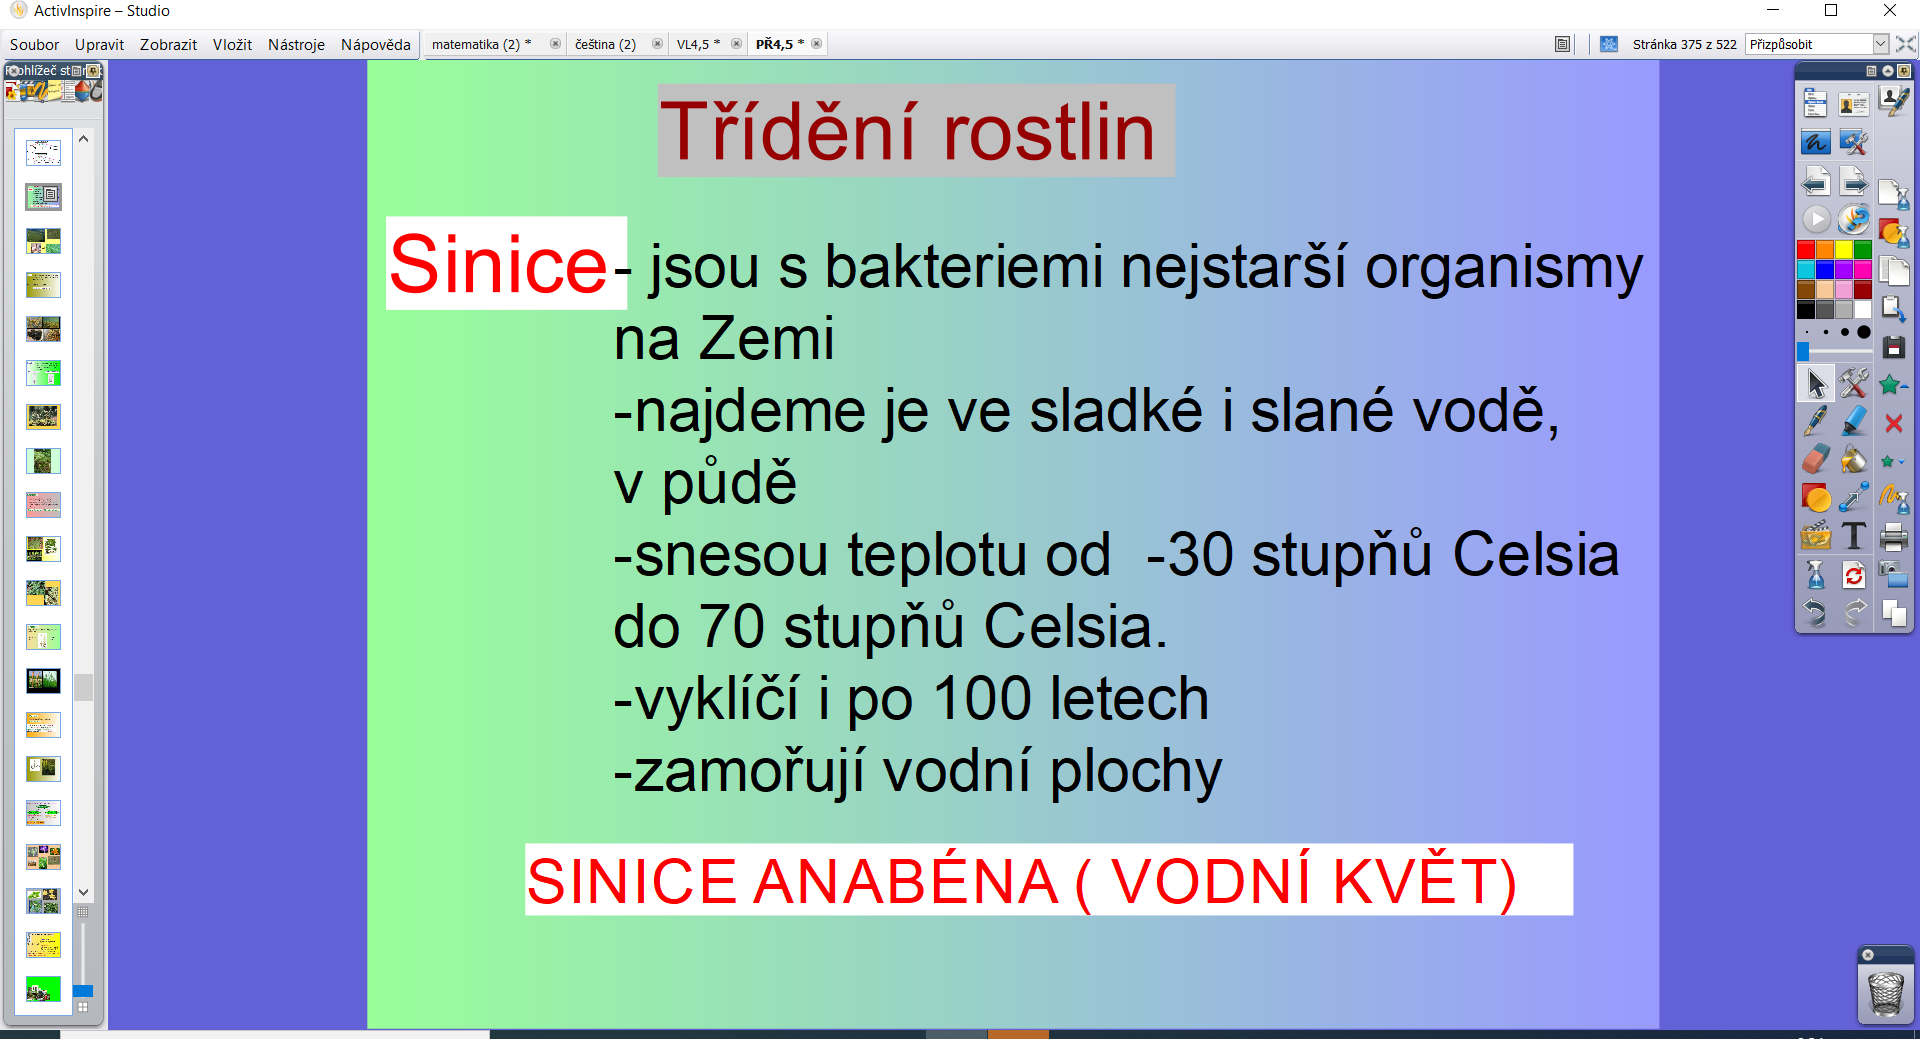 ActivInspire – Studio
Soubor Upravit Zobrazit Vložit Nástroje Nápověda
matematika (2) * čeština (2) VL4,5 * PŘ4,5 *
Stránka 375 z 522 Přizpůsobit
Třídění rostlin
Sinice- jsou s bakteriemi nejstarší organismy
na Zemi
-najdeme je ve sladké i slané vodě,
v půdě
-snesou teplotu od -30 stupňů Celsia
do 70 stupňů Celsia.
-vyklíčí i po 100 letech
-zamořují vodní plochy
SINICE ANABÉNA ( VODNÍ KVĚT)